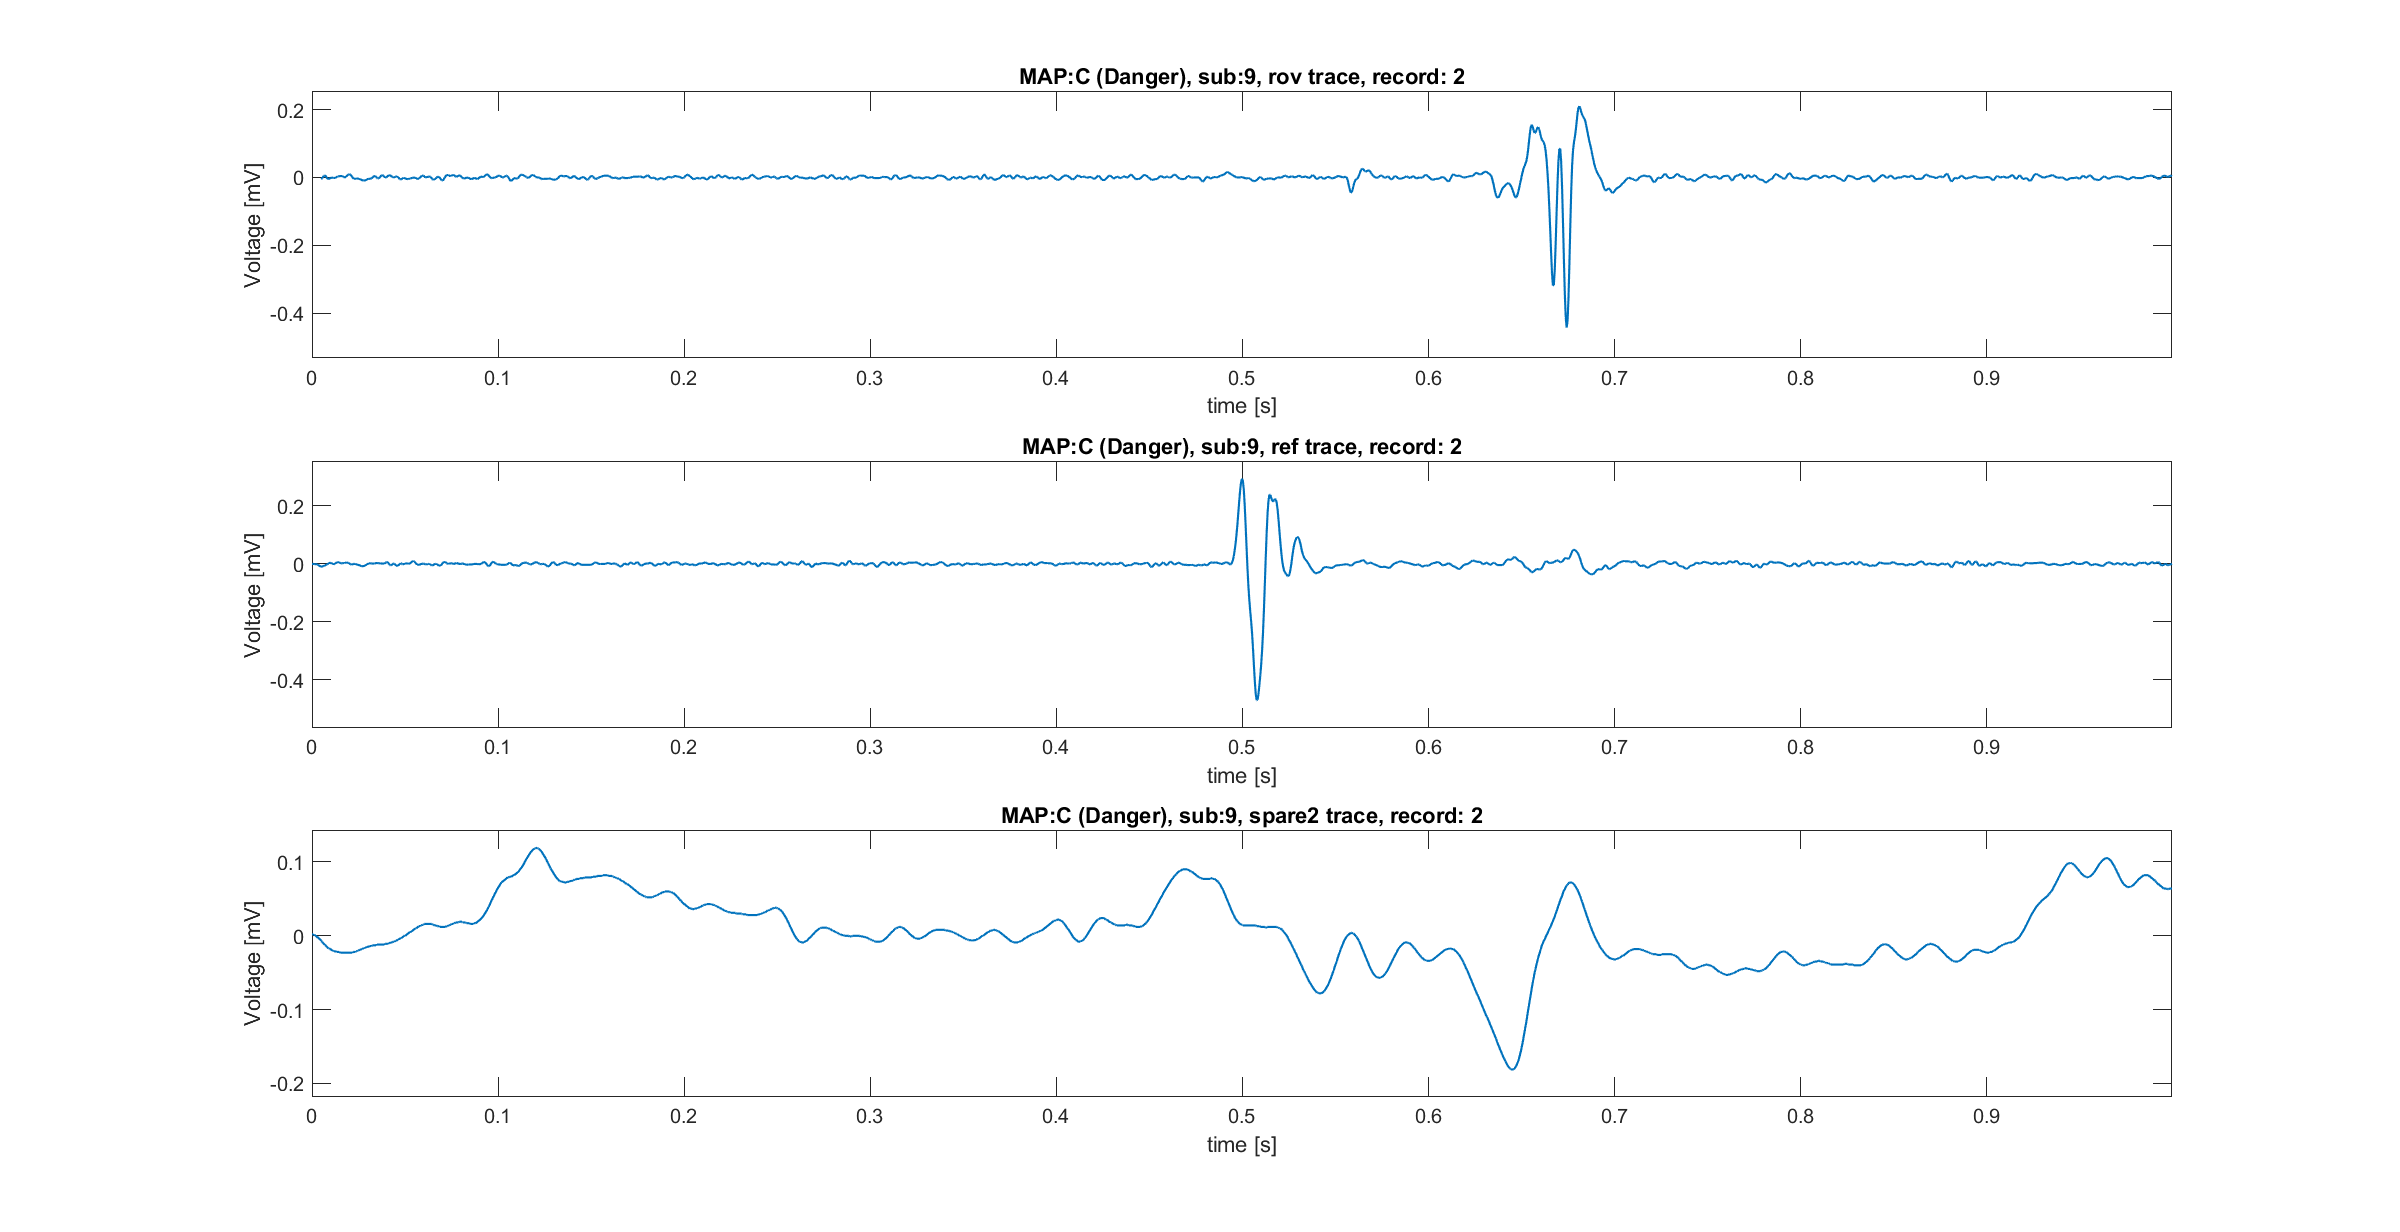 MAP:C (Danger), sub:9, rov trace, record: 2
Voltage [mV]
0.2
0
-0.2
-0.4
0 0.1 0.2 0.3 0.4 0.5 0.6 0.7 0.8 0.9
time [s]
MAP:C (Danger), sub:9, ref trace, record: 2
Voltage [mV]
0.2
0
-0.2
-0.4
0 0.1 0.2 0.3 0.4 0.5 0.6 0.7 0.8 0.9
time [s]
MAP:C (Danger), sub:9, spare2 trace, record: 2
Voltage [mV]
0.1
0
-0.1
-0.2
0 0.1 0.2 0.3 0.4 0.5 0.6 0.7 0.8 0.9
time [s]